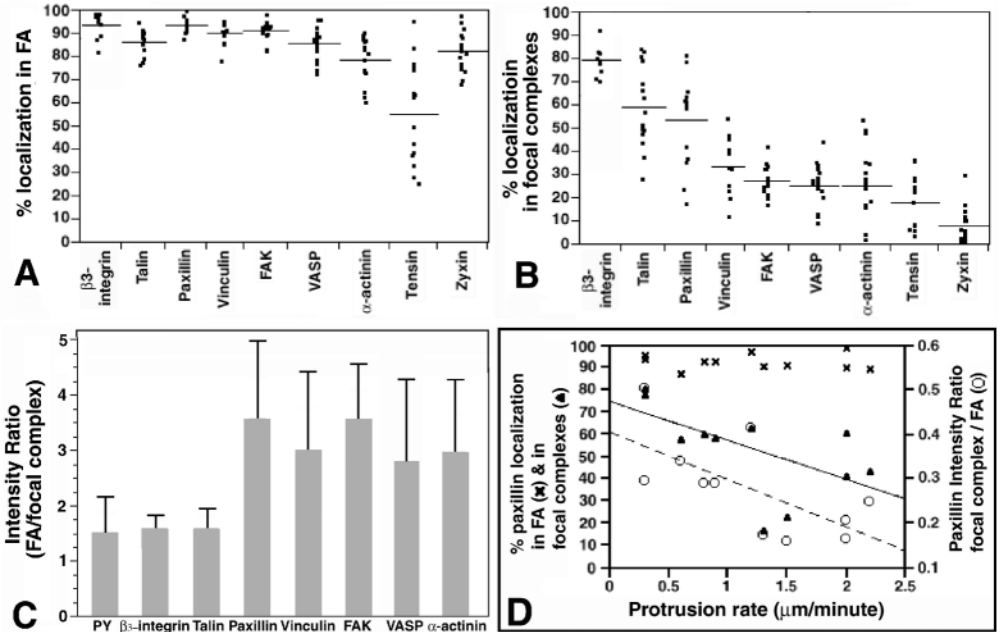 % localization in FA
100
90
80
70
60
50
40
30
20
10
0
A
β3-
integrin
Talin
Paxillin
Vinculin
FAK
VASP
α-actinin
Tensin
Zyxin
% localizatioin
in focal complexes
100
90
80
70
60
50
40
30
20
10
0
B
β3-
integrin
Talin
Paxillin
Vinculin
FAK
VASP
α-actinin
Tensin
Zyxin
Intensity Ratio
(FA/focal complex)
5
4
3
2
1
0
C
PY β3-integrin Talin Paxillin Vinculin FAK VASP α-actinin
% paxillin localization
in FA (✖) & in
focal complexes (▲)
100
90
80
70
60
50
40
30
20
10
0
0.6
0.5
0.4
0.3
0.2
0.1
Paxillin Intensity Ratio
focal complex / FA (○)
0 0.5 1 1.5 2 2.5
D
Protrusion rate (μm/minute)